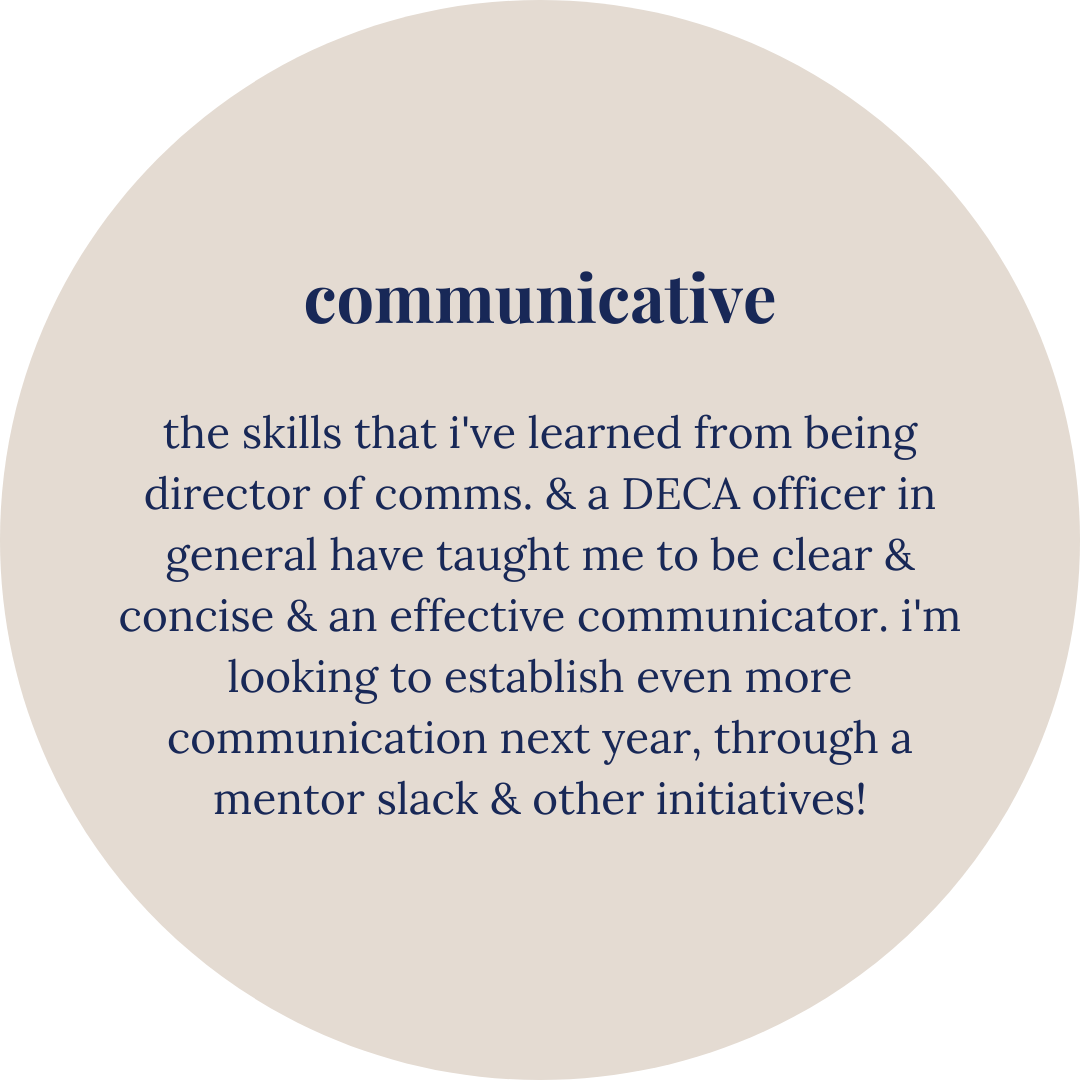 communicative
the skills that i've learned from being
director of comms. & a DECA officer in
general have taught me to be clear &
concise & an effective communicator. i'm
looking to establish even more
communication next year, through a
mentor slack & other initiatives!